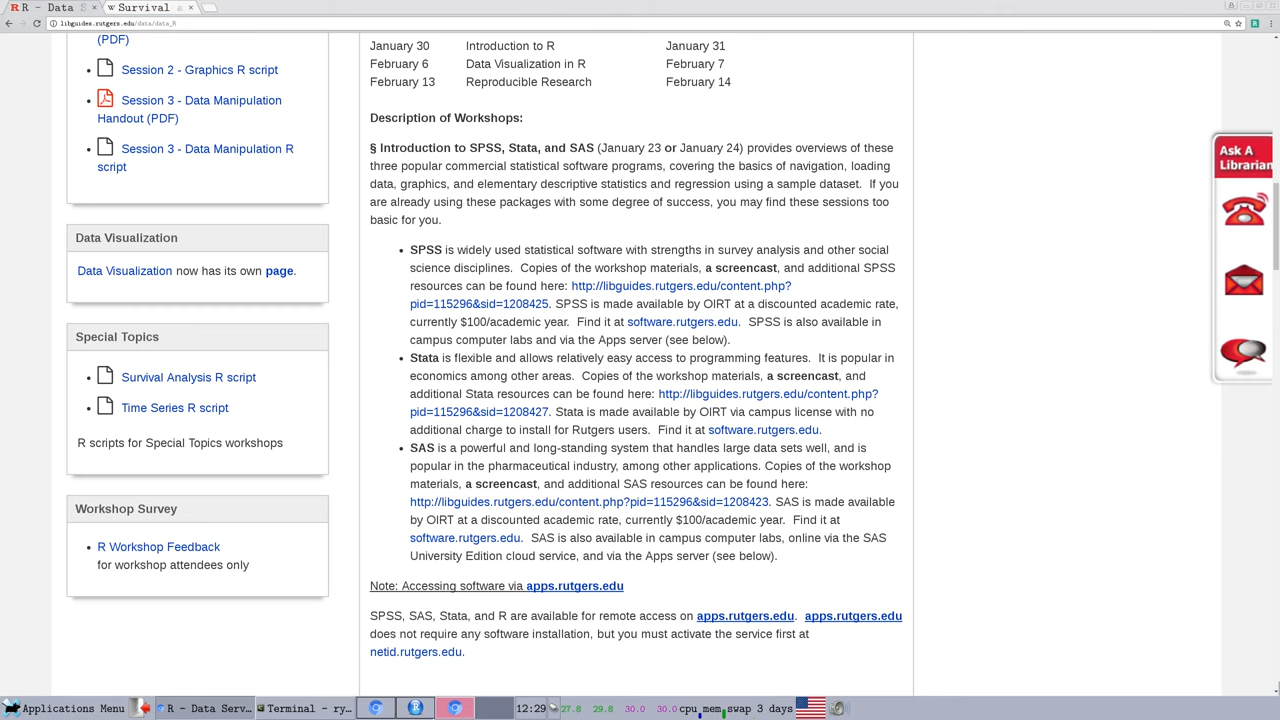 R - Data S
Survival a
libguides.rutgers.edu/data/data_R
(PDF)
Session 2 - Graphics R script
Session 3 - Data Manipulation
Handout (PDF)
Session 3 - Data Manipulation R
script
Data Visualization
Data Visualization now has its own page.
Special Topics
Survival Analysis R script
Time Series R script
R scripts for Special Topics workshops
Workshop Survey
R Workshop Feedback
for workshop attendees only
January 30 Introduction to R January 31
February 6 Data Visualization in R February 7
February 13 Reproducible Research February 14
Description of Workshops:
§ Introduction to SPSS, Stata, and SAS (January 23 or January 24) provides overviews of these
three popular commercial statistical software programs, covering the basics of navigation, loading
data, graphics, and elementary descriptive statistics and regression using a sample dataset. If you
are already using these packages with some degree of success, you may find these sessions too
basic for you.
SPSS is widely used statistical software with strengths in survey analysis and other social
science disciplines. Copies of the workshop materials, a screencast, and additional SPSS
resources can be found here: http://libguides.rutgers.edu/content.php?
pid=115296&sid=1208425. SPSS is made available by OIRT at a discounted academic rate,
currently $100/academic year. Find it at software.rutgers.edu. SPSS is also available in
campus computer labs and via the Apps server (see below).
Stata is flexible and allows relatively easy access to programming features. It is popular in
economics among other areas. Copies of the workshop materials, a screencast, and
additional Stata resources can be found here: http://libguides.rutgers.edu/content.php?
pid=115296&sid=1208427. Stata is made available by OIRT via campus license with no
additional charge to install for Rutgers users. Find it at software.rutgers.edu.
SAS is a powerful and long-standing system that handles large data sets well, and is
popular in the pharmaceutical industry, among other applications. Copies of the workshop
materials, a screencast, and additional SAS resources can be found here:
http://libguides.rutgers.edu/content.php?pid=115296&sid=1208423. SAS is made available
by OIRT at a discounted academic rate, currently $100/academic year. Find it at
software.rutgers.edu. SAS is also available in campus computer labs, online via the SAS
University Edition cloud service, and via the Apps server (see below).
Note: Accessing software via apps.rutgers.edu
SPSS, SAS, Stata, and R are available for remote access on apps.rutgers.edu. apps.rutgers.edu
does not require any software installation, but you must activate the service first at
netid.rutgers.edu.
Ask A
Librarian
Applications Menu
R - Data Serv...
Terminal - ry...
12:29
27.8 29.8 30.0 30.0 cpu mem swap 3 days